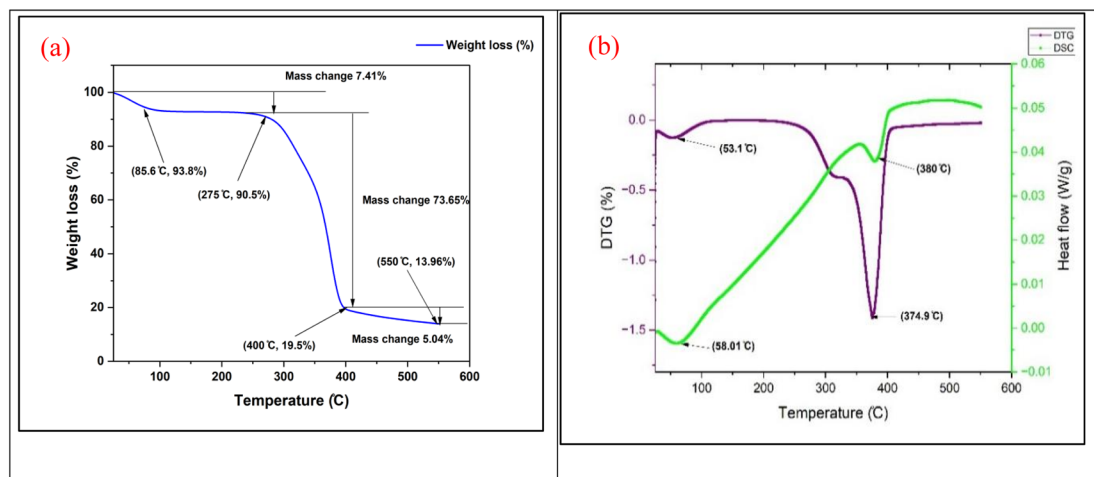 (a)
Weight loss (%)
Mass change 7.41%
100
80
60
40
20
0
Weight loss (%)
(85.6℃, 93.8%)
(275℃, 90.5%)
Mass change 73.65%
(550℃, 13.96%)
(400℃, 19.5%)
Mass change 5.04%
100 200 300 400 500 600
Temperature (℃)
(b)
DTG
DSC
0.0
−0.5
−1.0
−1.5
DTG (%)
(53.1℃)
(380℃)
(374.9℃)
(58.01℃)
0.06
0.05
0.04
0.03
0.02
0.01
0.00
−0.01
Heat flow (W/g)
100 200 300 400 500 600
Temperature (℃)